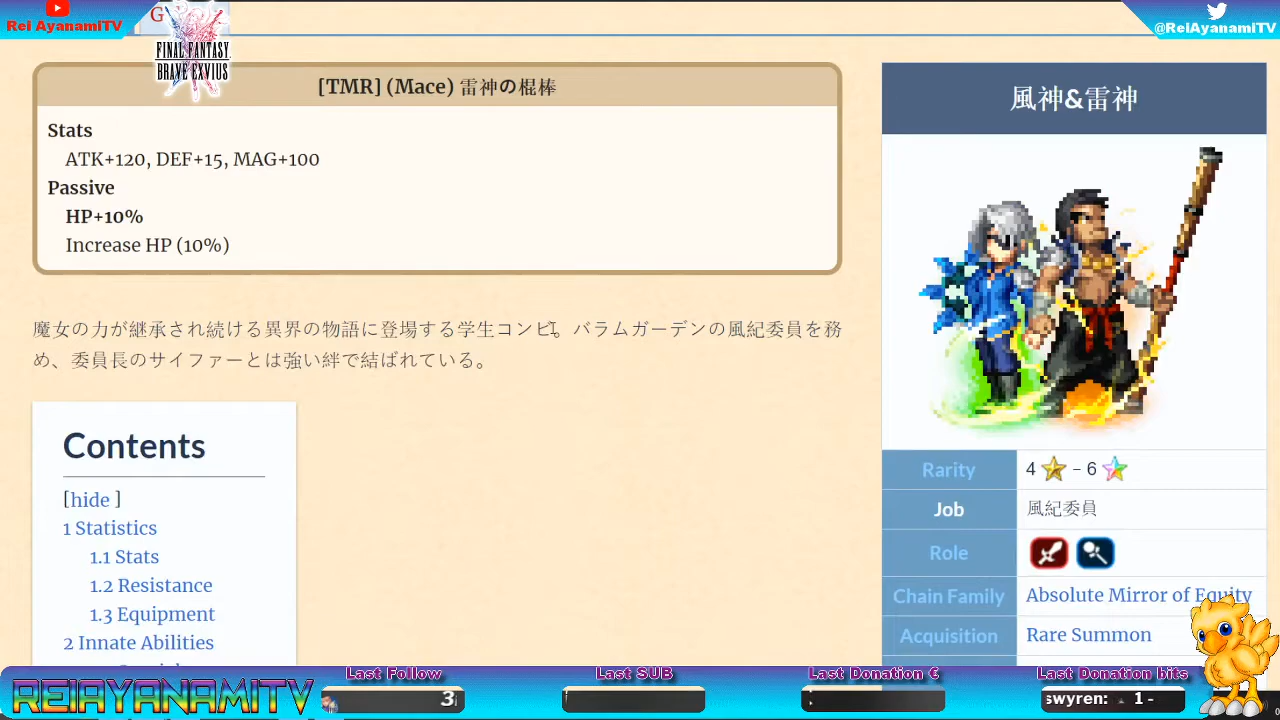 Rei AyanamiTV
G
FINAL FANTASY
BRAVE EXVIUS
@ReiAyanamiTV
[TMR] (Mace) 雷神の棍棒
Stats
ATK+120, DEF+15, MAG+100
Passive
HP+10%
Increase HP (10%)
魔女の力が継承され続ける異界の物語に登場する学生コンビ。バラムガーデンの風紀委員を務
め、委員長のサイファーとは強い絆で結ばれている。
Contents
[hide ]
1 Statistics
1.1 Stats
1.2 Resistance
1.3 Equipment
2 Innate Abilities
風神&雷神
Rarity
4 – 6
Job
風紀委員
Role
Chain Family
Absolute Mirror of Equity
Acquisition
Rare Summon
REIAYANAMITV
Last Follow
3
Last SUB
Last Donation €
Last Donation bits
swyren: 1 -